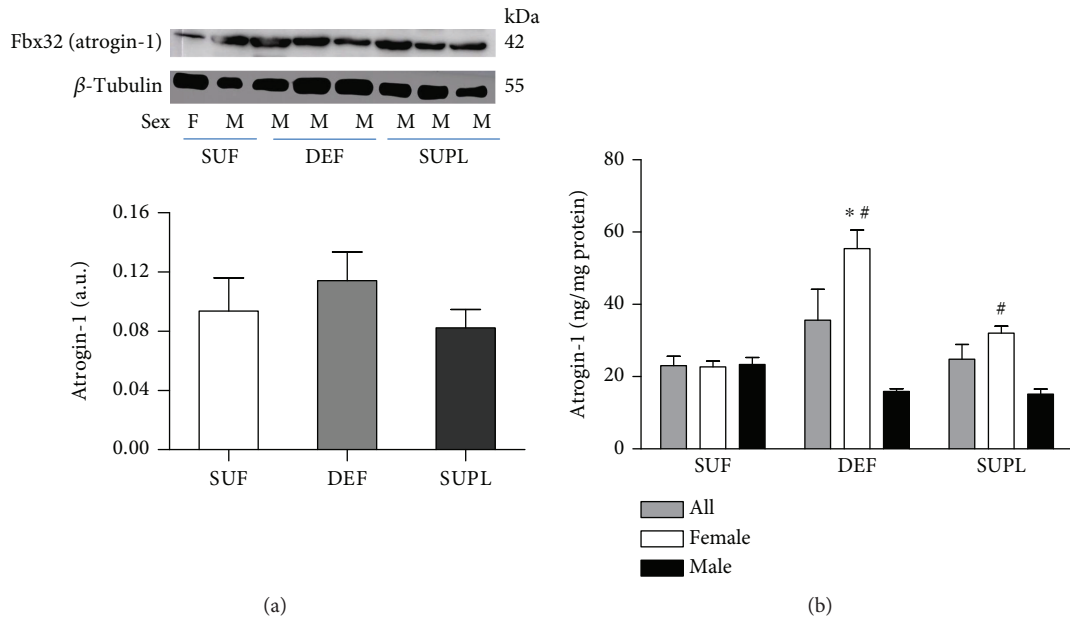 kDa
Fbx32 (atrogin-1) 42
β-Tubulin 55
Sex F M M M M M M M
SUF DEF SUPL
Atrogin-1 (a.u.)
0.16
0.12
0.08
0.04
0.00
SUF DEF SUPL
(a)
Atrogin-1 (ng/mg protein)
80
60
40
20
0
* #
#
SUF DEF SUPL
All
Female
Male
(b)